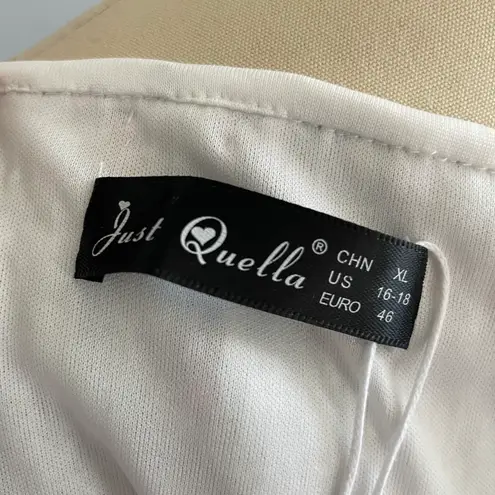 Just Quella ®
CHN XL
US 16-18
EURO 46